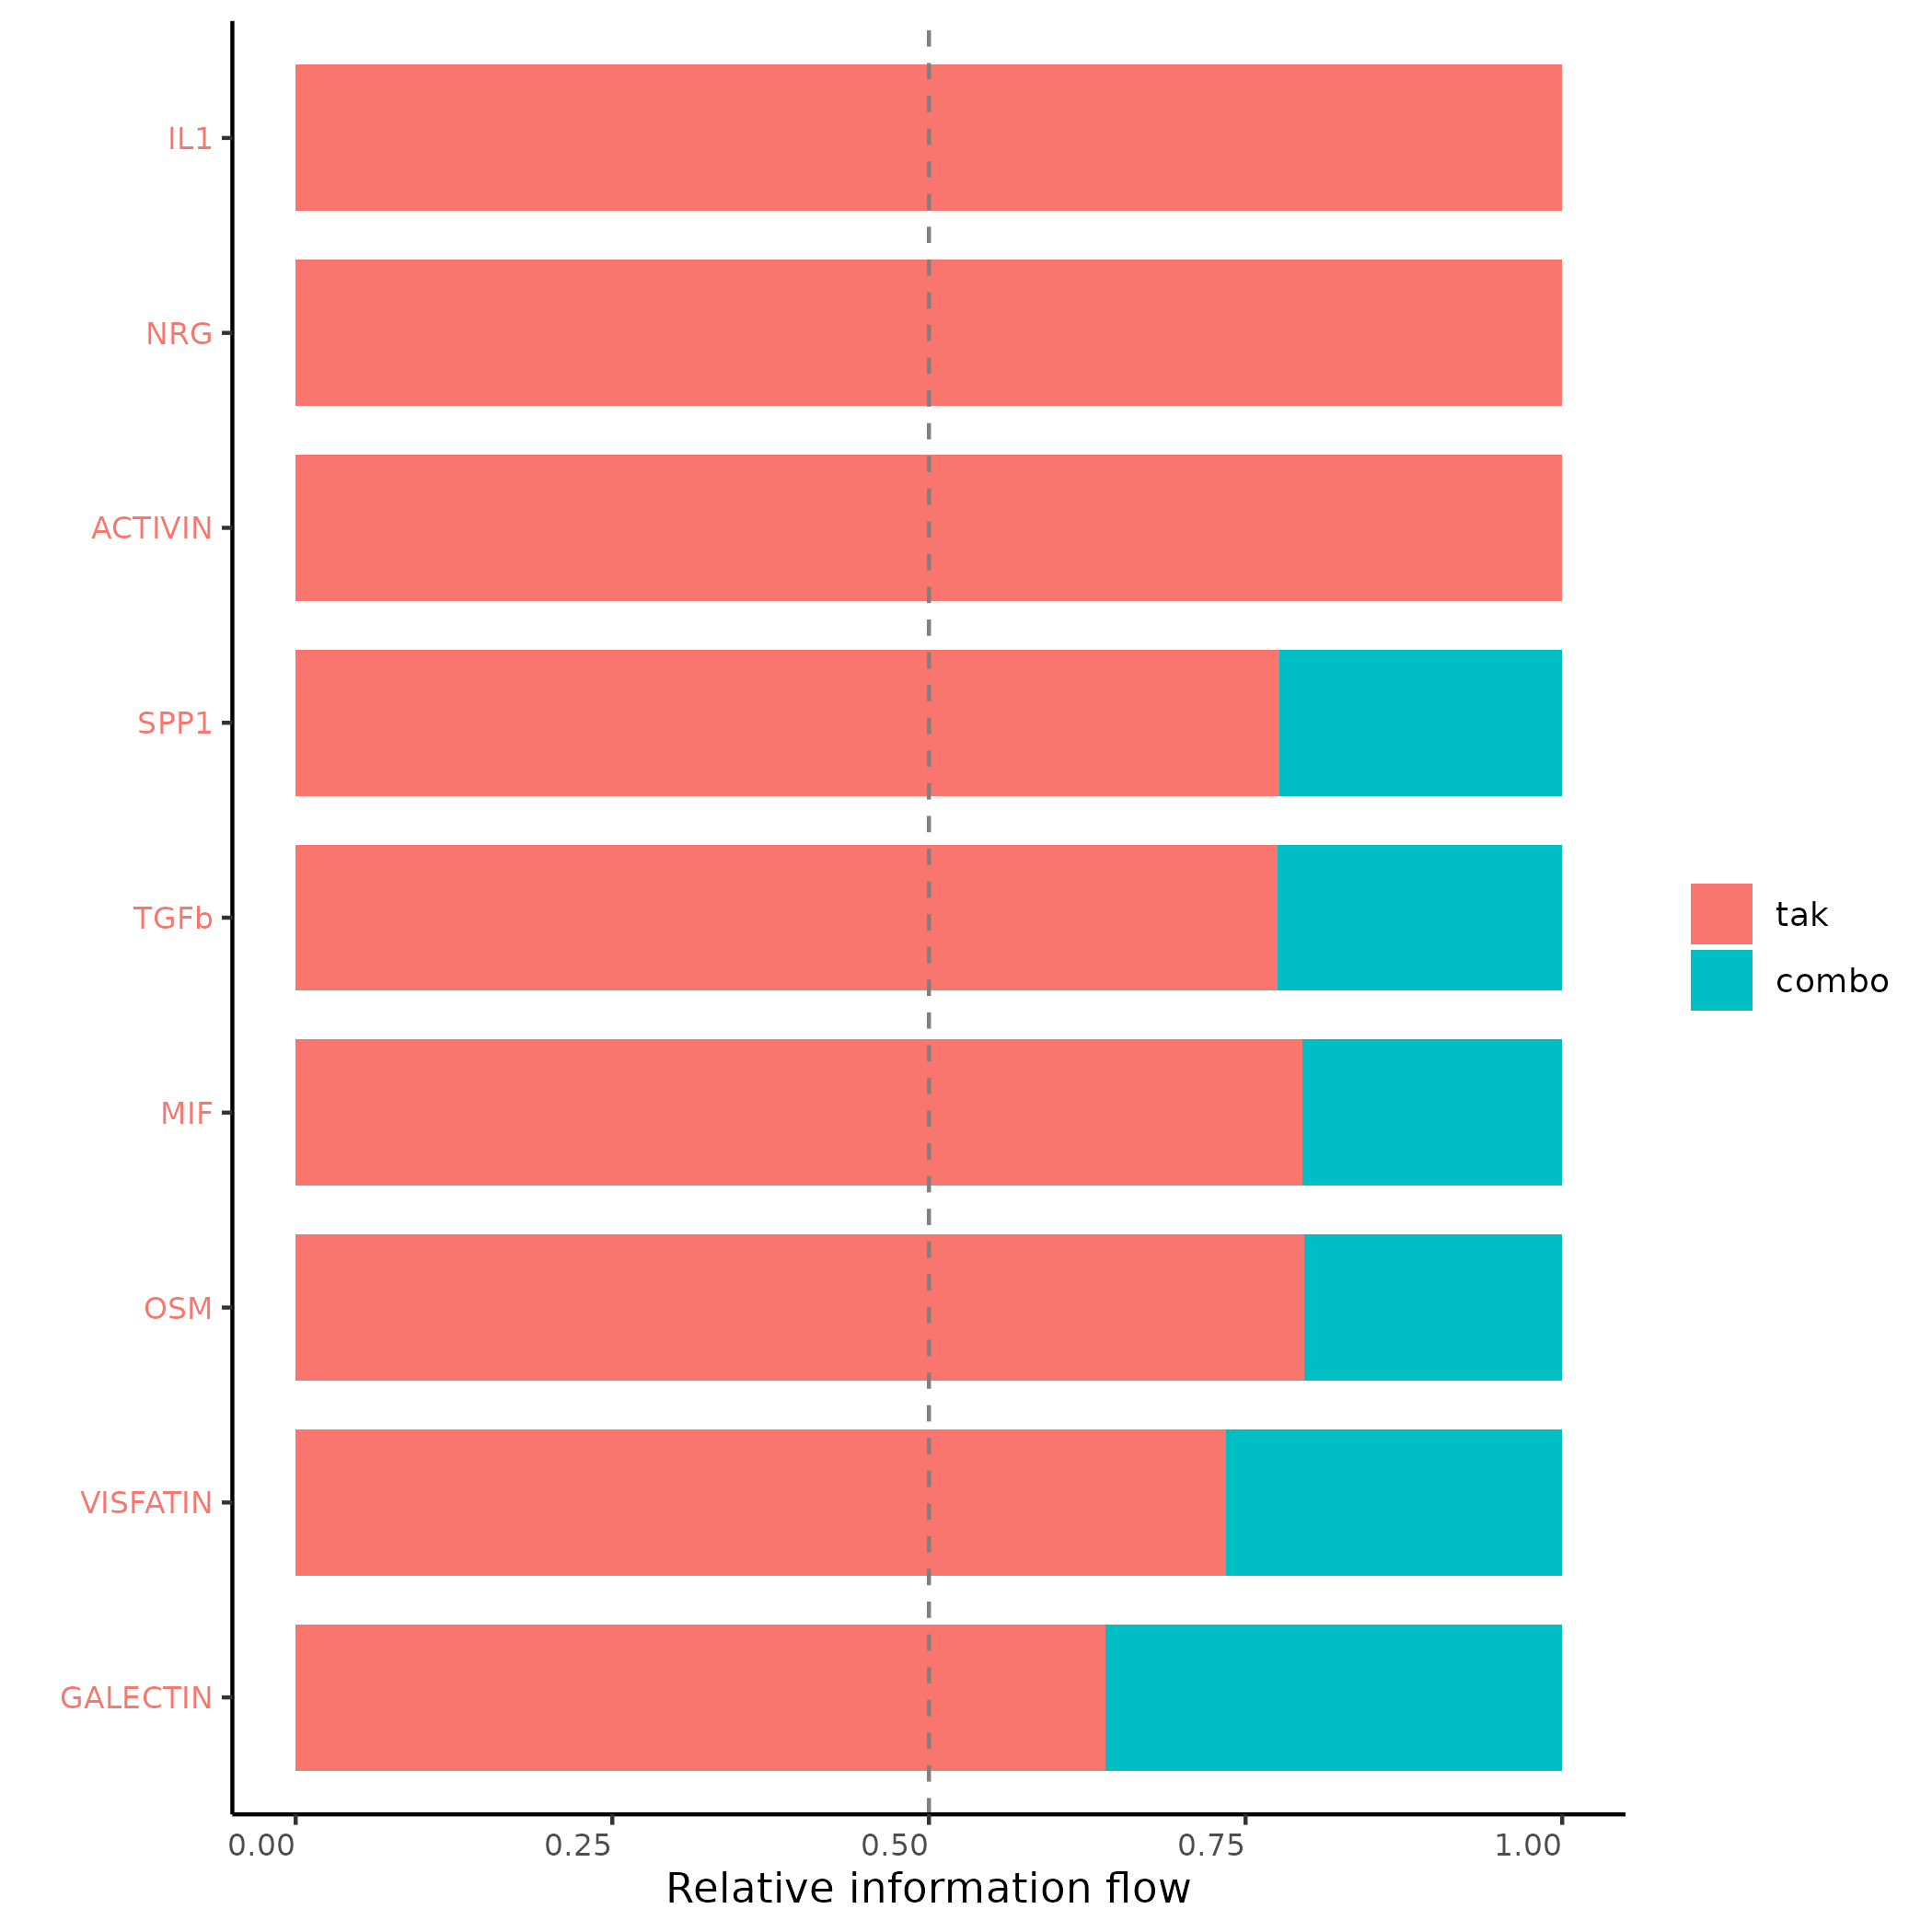 IL1
NRG
ACTIVIN
SPP1
TGFb
MIF
OSM
VISFATIN
GALECTIN
tak
combo
0.00 0.25 0.50 0.75 1.00
Relative information flow